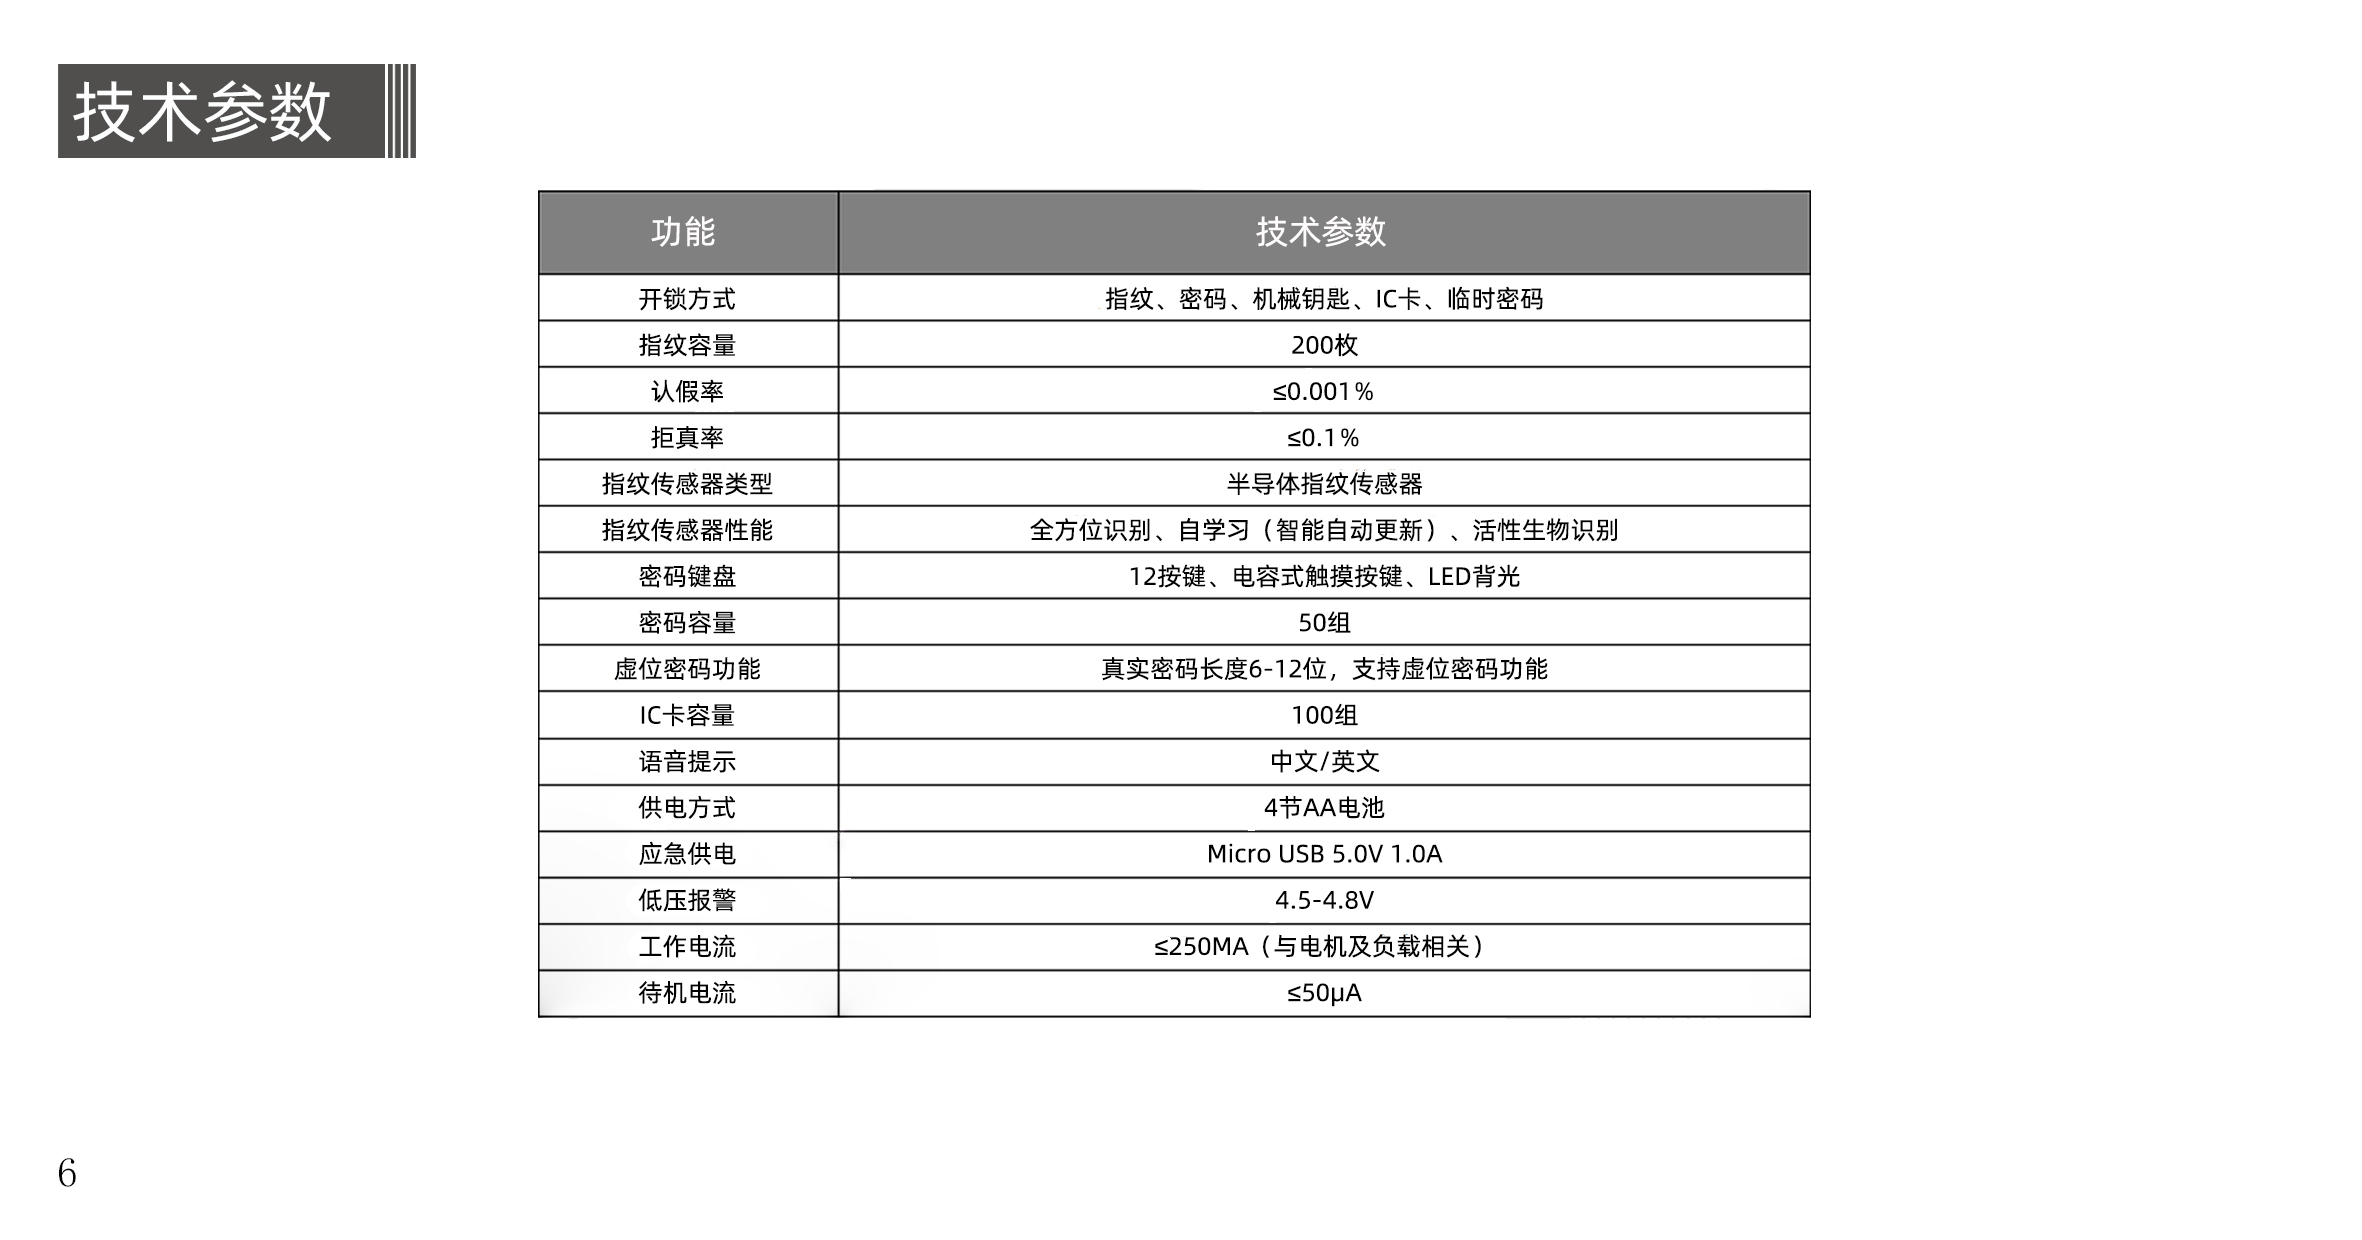 技术参数
功能 技术参数
开锁方式 指纹、密码、机械钥匙、IC卡、临时密码
指纹容量 200枚
认假率 ≤0.001%
拒真率 ≤0.1%
指纹传感器类型 半导体指纹传感器
指纹传感器性能 全方位识别、自学习（智能自动更新）、活性生物识别
密码键盘 12按键、电容式触摸按键、LED背光
密码容量 50组
虚位密码功能 真实密码长度6-12位，支持虚位密码功能
IC卡容量 100组
语音提示 中文/英文
供电方式 4节AA电池
应急供电 Micro USB 5.0V 1.0A
低压报警 4.5-4.8V
工作电流 ≤250MA（与电机及负载相关）
待机电流 ≤50μA
6